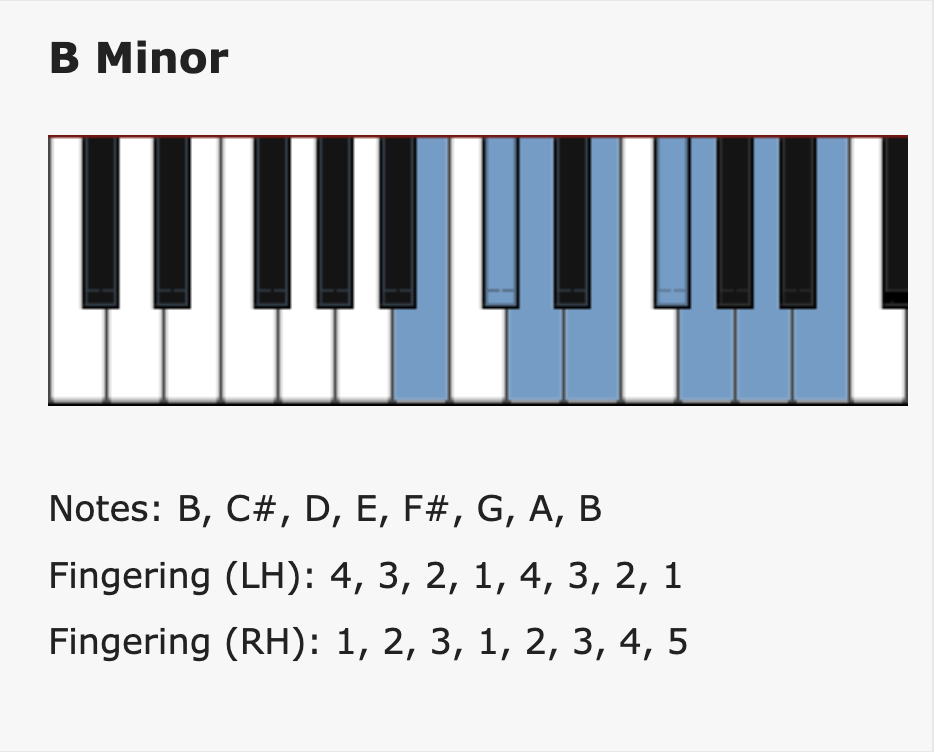 B Minor
Notes: B, C#, D, E, F#, G, A, B
Fingering (LH): 4, 3, 2, 1, 4, 3, 2, 1
Fingering (RH): 1, 2, 3, 1, 2, 3, 4, 5